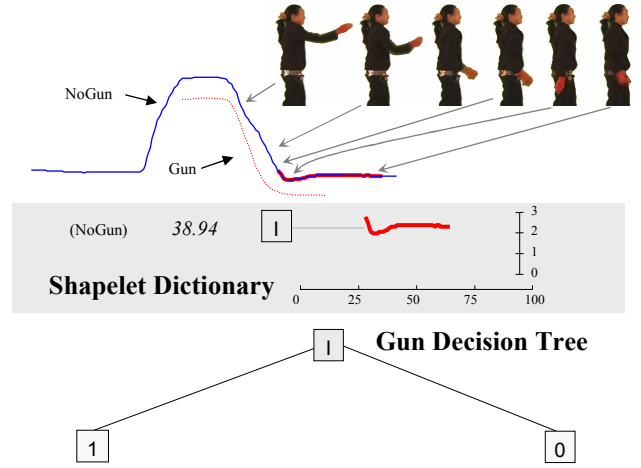 NoGun
Gun
(NoGun) 38.94 I
3
2
1
0
Shapelet Dictionary
0 25 50 75 100
I Gun Decision Tree
1 0